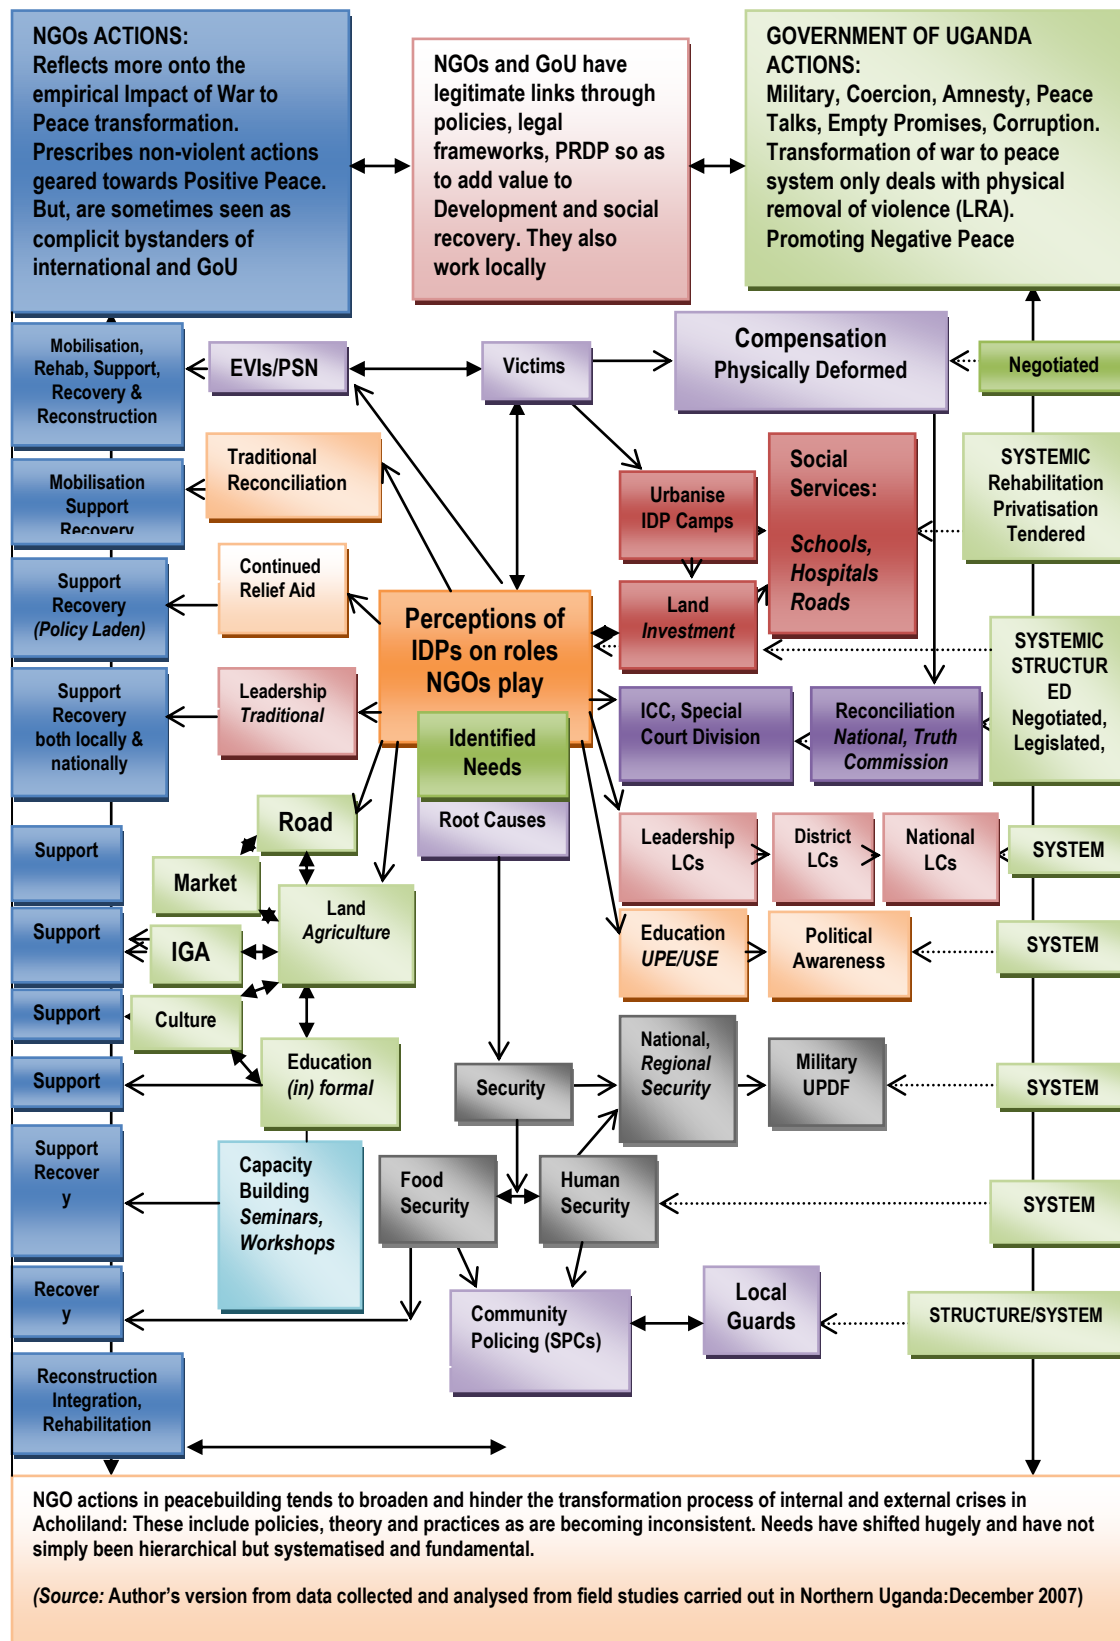 NGOs ACTIONS:
Reflects more onto the
empirical Impact of War to
Peace transformation.
Prescribes non-violent actions
geared towards Positive Peace.
But, are sometimes seen as
complicit bystanders of
international and GoU
NGOs and GoU have
legitimate links through
policies, legal
frameworks, PRDP so as
to add value to
Development and social
recovery. They also
work locally
GOVERNMENT OF UGANDA
ACTIONS:
Military, Coercion, Amnesty, Peace
Talks, Empty Promises, Corruption.
Transformation of war to peace
system only deals with physical
removal of violence (LRA).
Promoting Negative Peace
Mobilisation,
Rehab, Support,
Recovery &
Reconstruction
EVIs/PSN
Victims
Compensation
Physically Deformed
Negotiated
Mobilisation
Support
Recovery
Traditional
Reconciliation
Urbanise
IDP Camps
Social
Services:
Schools,
Hospitals
Roads
SYSTEMIC
Rehabilitation
Privatisation
Tendered
Support
Recovery
(Policy Laden)
Continued
Relief Aid
Perceptions of
IDPs on roles
NGOs play
Land
Investment
SYSTEMIC
STRUCTUR
ED
Negotiated,
Legislated,
Support
Recovery
both locally &
nationally
Leadership
Traditional
Identified
Needs
Root Causes
ICC, Special
Court Division
Reconciliation
National, Truth
Commission
Road
Market
Support
Leadership
LCs
District
LCs
National
LCs
SYSTEM
Land
Agriculture
Support
IGA
Education
UPE/USE
Political
Awareness
SYSTEM
Support
Culture
Support
Education
(in) formal
Security
National,
Regional
Security
Military
UPDF
SYSTEM
Support
Recover
y
Capacity
Building
Seminars,
Workshops
Food
Security
Human
Security
SYSTEM
Recover
y
Community
Policing (SPCs)
Local
Guards
STRUCTURE/SYSTEM
Reconstruction
Integration,
Rehabilitation
NGO actions in peacebuilding tends to broaden and hinder the transformation process of internal and external crises in
Acholiland: These include policies, theory and practices as are becoming inconsistent. Needs have shifted hugely and have not
simply been hierarchical but systematised and fundamental.
(Source: Author's version from data collected and analysed from field studies carried out in Northern Uganda:December 2007)